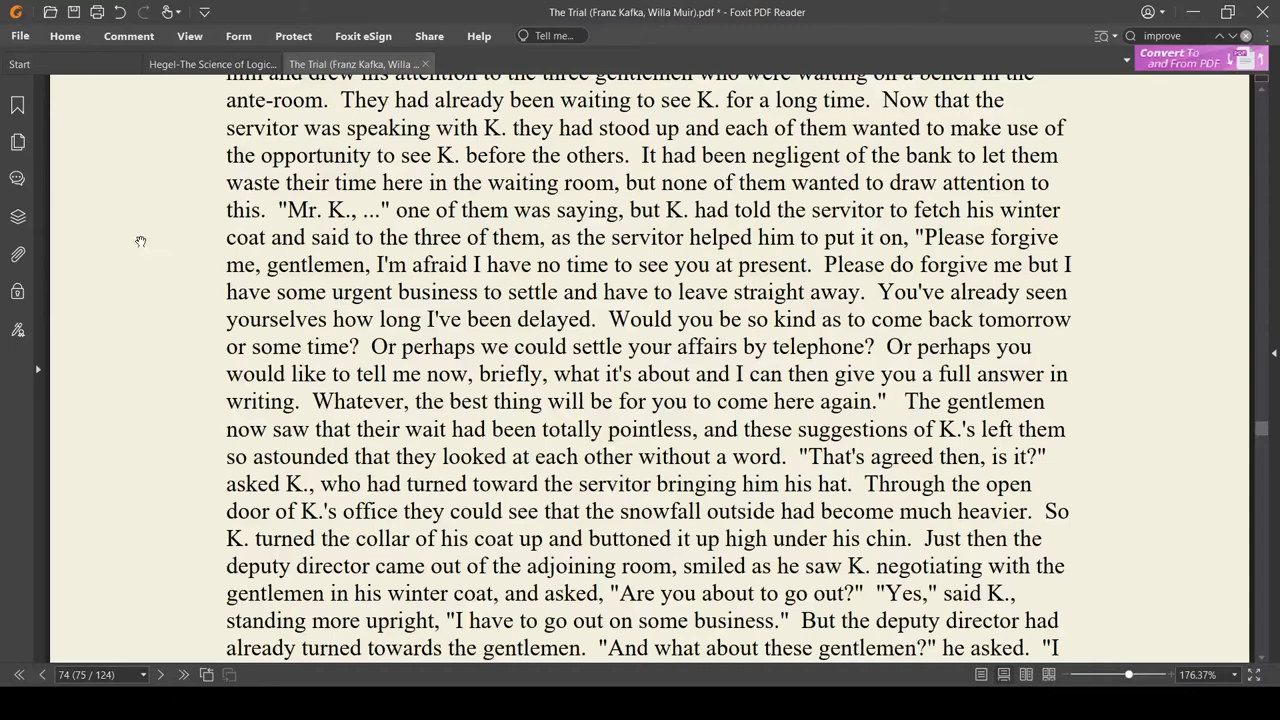 The Trial (Franz Kafka, Willa Muir).pdf * - Foxit PDF Reader
File Home Comment View Form Protect Foxit eSign Share Help Tell me... improve
Start Hegel-The Science of Logic... The Trial (Franz Kafka, Willa ... Convert To and From PDF
him and drew his attention to the three gentlemen who were waiting on a bench in the
ante-room. They had already been waiting to see K. for a long time. Now that the
servitor was speaking with K. they had stood up and each of them wanted to make use of
the opportunity to see K. before the others. It had been negligent of the bank to let them
waste their time here in the waiting room, but none of them wanted to draw attention to
this. "Mr. K., ..." one of them was saying, but K. had told the servitor to fetch his winter
coat and said to the three of them, as the servitor helped him to put it on, "Please forgive
me, gentlemen, I'm afraid I have no time to see you at present. Please do forgive me but I
have some urgent business to settle and have to leave straight away. You've already seen
yourselves how long I've been delayed. Would you be so kind as to come back tomorrow
or some time? Or perhaps we could settle your affairs by telephone? Or perhaps you
would like to tell me now, briefly, what it's about and I can then give you a full answer in
writing. Whatever, the best thing will be for you to come here again." The gentlemen
now saw that their wait had been totally pointless, and these suggestions of K.'s left them
so astounded that they looked at each other without a word. "That's agreed then, is it?"
asked K., who had turned toward the servitor bringing him his hat. Through the open
door of K.'s office they could see that the snowfall outside had become much heavier. So
K. turned the collar of his coat up and buttoned it up high under his chin. Just then the
deputy director came out of the adjoining room, smiled as he saw K. negotiating with the
gentlemen in his winter coat, and asked, "Are you about to go out?" "Yes," said K.,
standing more upright, "I have to go out on some business." But the deputy director had
already turned towards the gentlemen. "And what about these gentlemen?" he asked. "I
74 (75 / 124) 176.37%